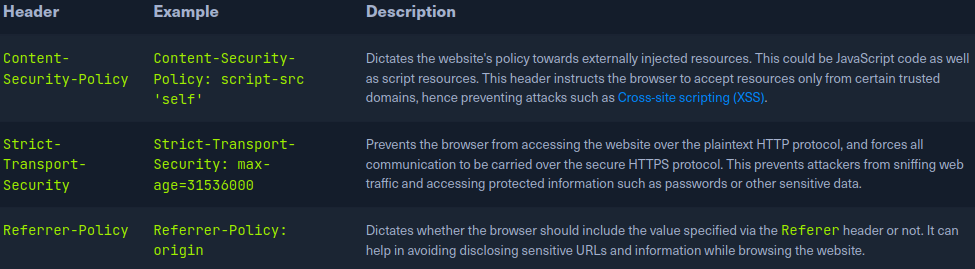 Header Example Description
Content- Content-Security- Dictates the website's policy towards externally injected resources. This could be JavaScript code as well
Security-Policy Policy: script-src as script resources. This header instructs the browser to accept resources only from certain trusted
'self' domains, hence preventing attacks such as Cross-site scripting (XSS).
Strict- Strict-Transport- Prevents the browser from accessing the website over the plaintext HTTP protocol, and forces all
Transport- Security: max- communication to be carried over the secure HTTPS protocol. This prevents attackers from sniffing web
Security age=31536000 traffic and accessing protected information such as passwords or other sensitive data.
Referrer-Policy Referrer-Policy: Dictates whether the browser should include the value specified via the Referer header or not. It can
origin help in avoiding disclosing sensitive URLs and information while browsing the website.